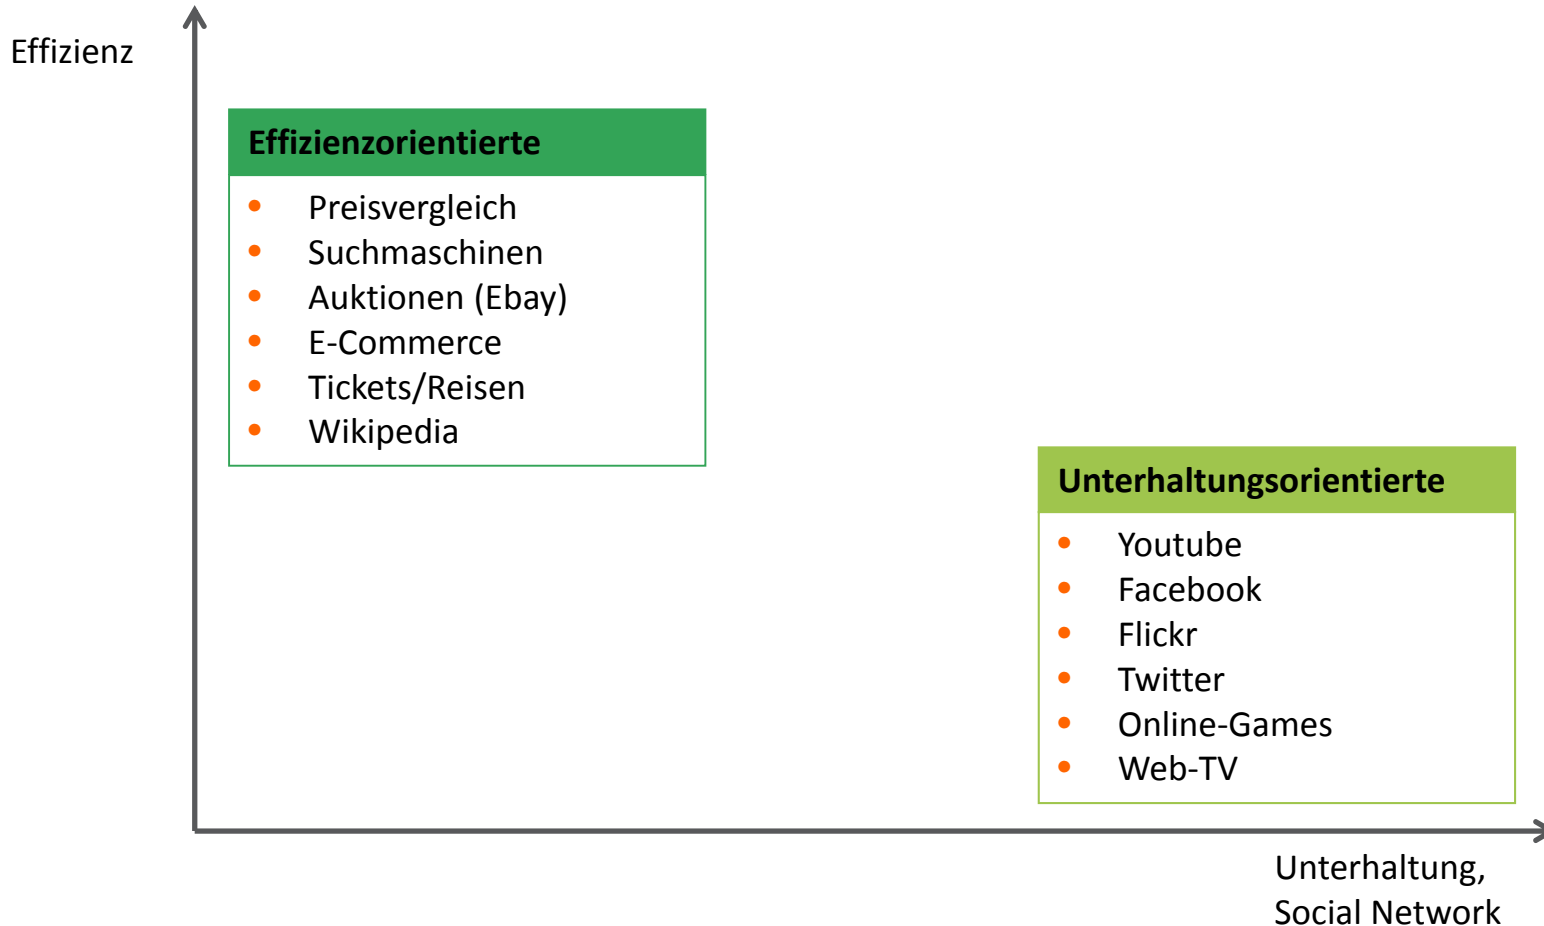 Effizienz
Effizienzorientierte
• Preisvergleich
• Suchmaschinen
• Auktionen (Ebay)
• E-Commerce
• Tickets/Reisen
• Wikipedia
Unterhaltungsorientierte
• Youtube
• Facebook
• Flickr
• Twitter
• Online-Games
• Web-TV
Unterhaltung,
Social Network